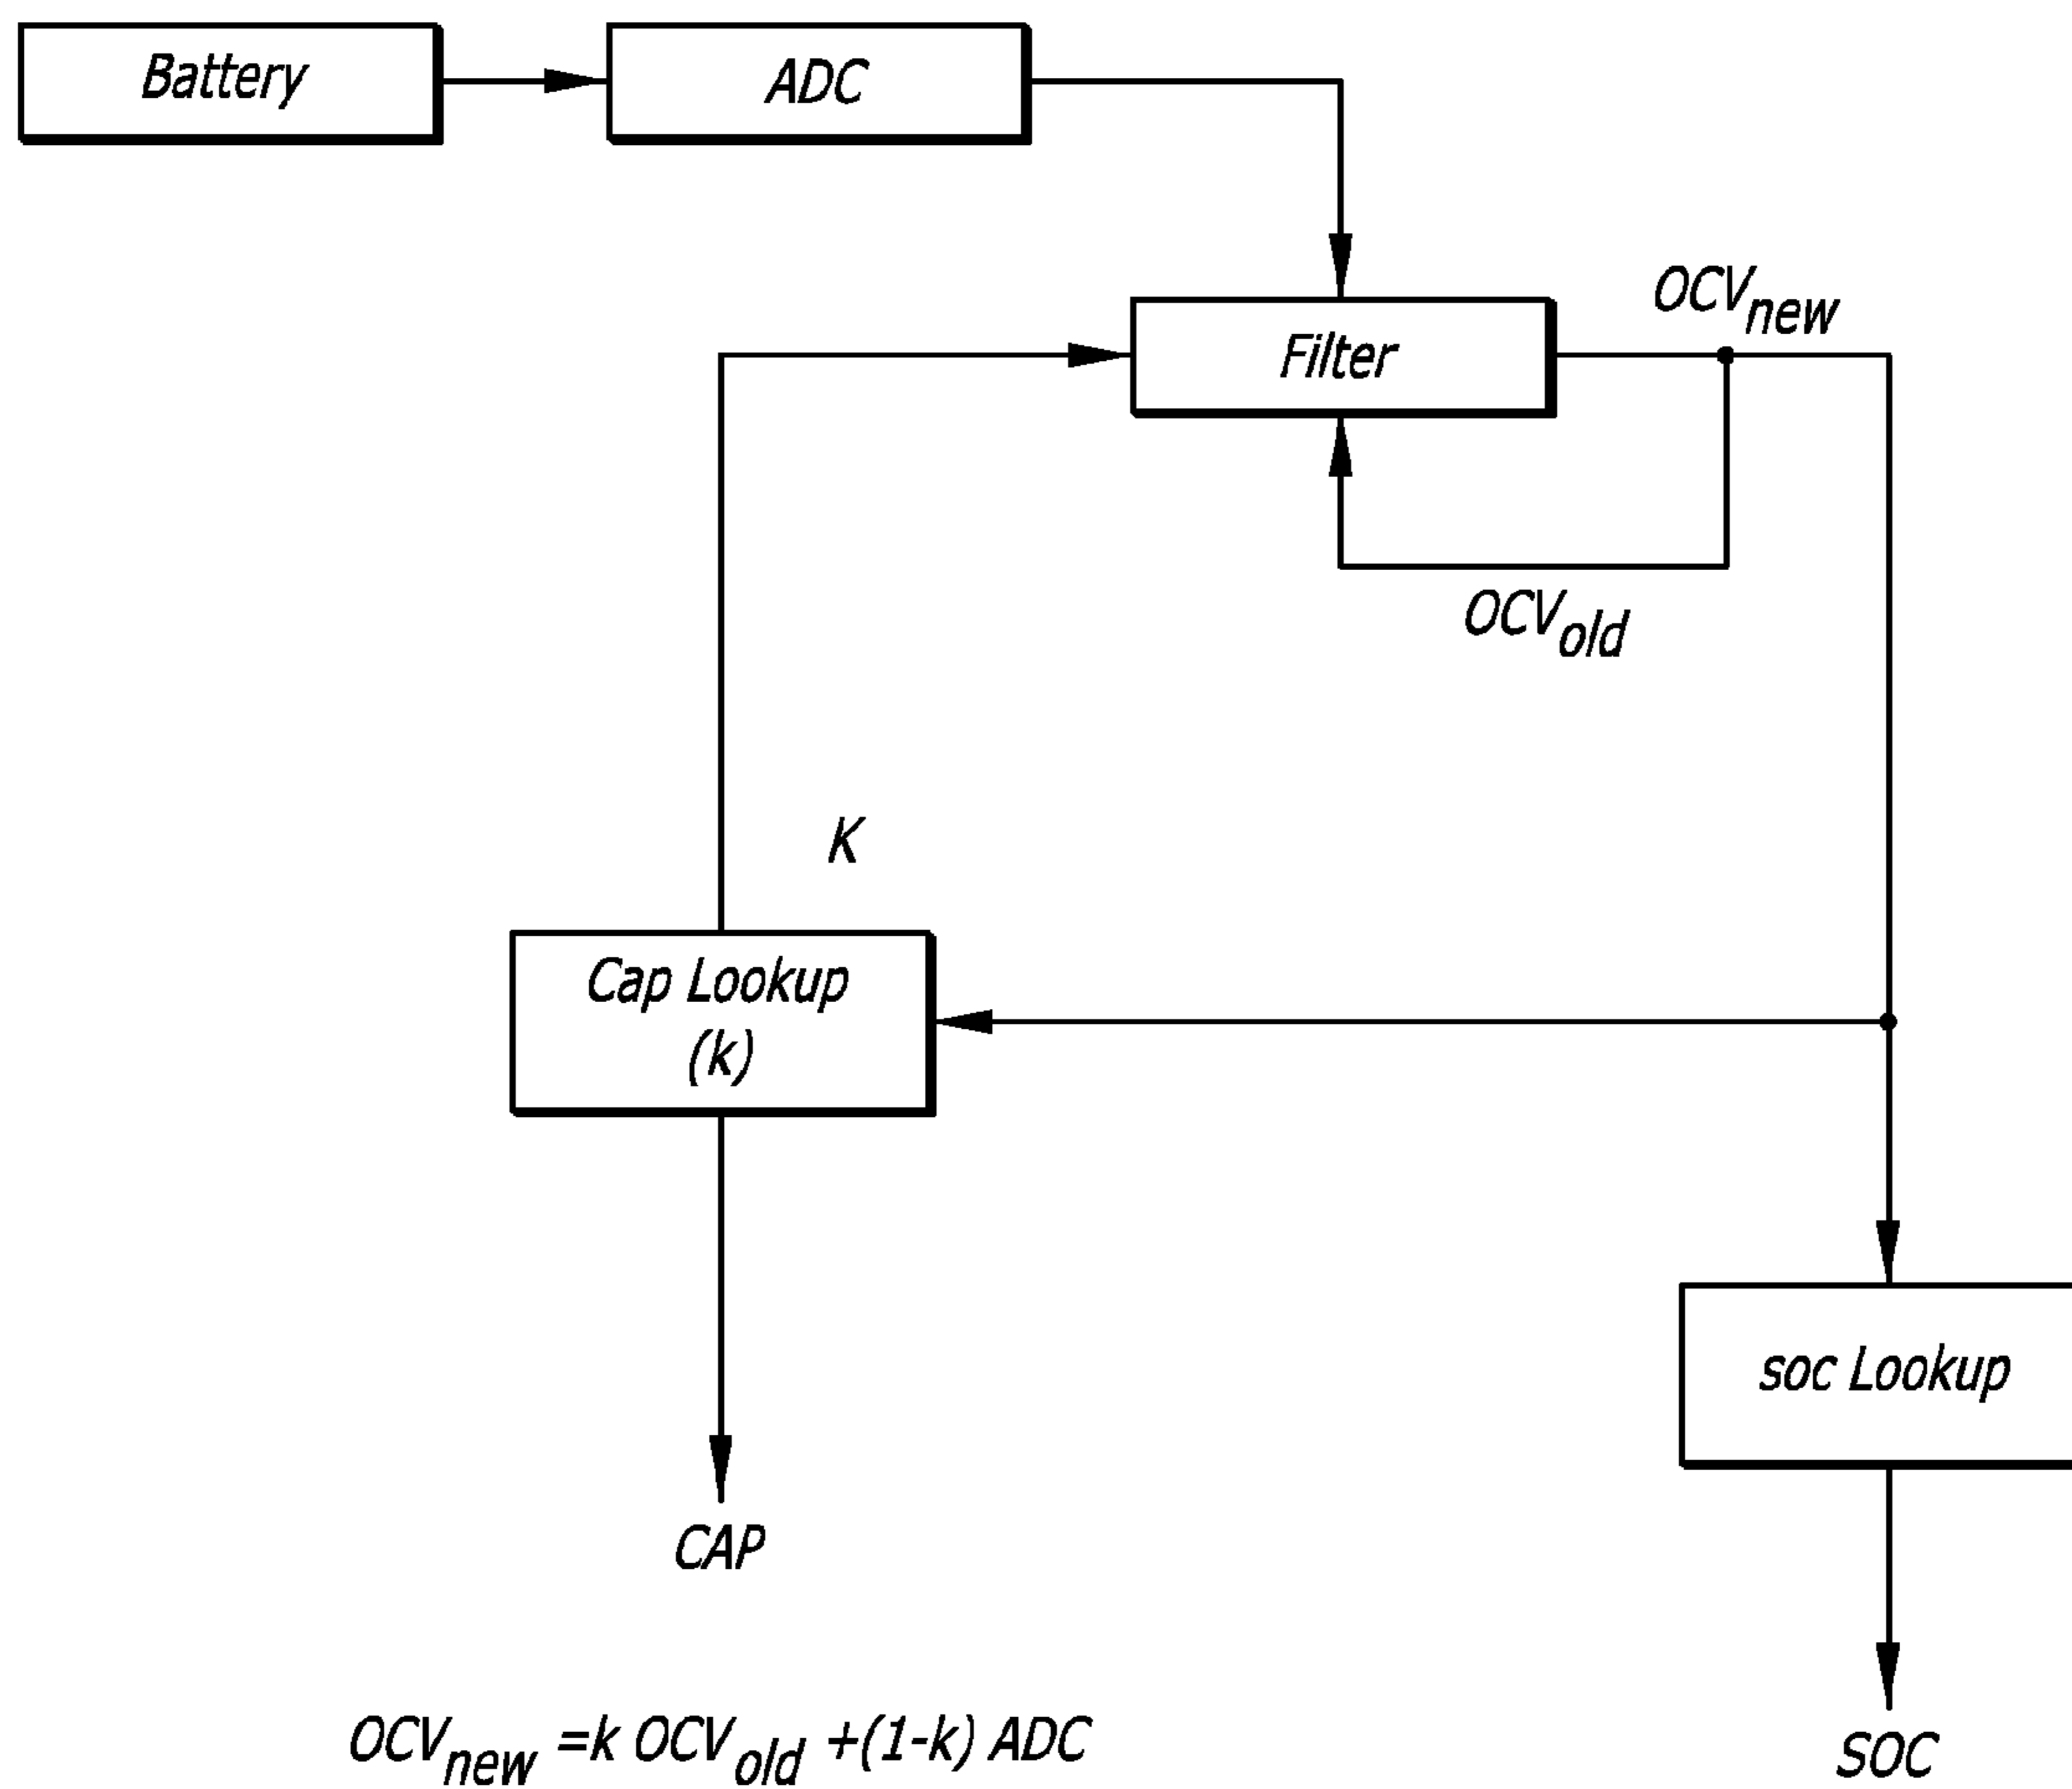 Battery
ADC
Filter
OCVnew
OCVold
K
Cap Lookup
(k)
soc Lookup
CAP
OCVnew =k OCVold +(1-k) ADC
SOC